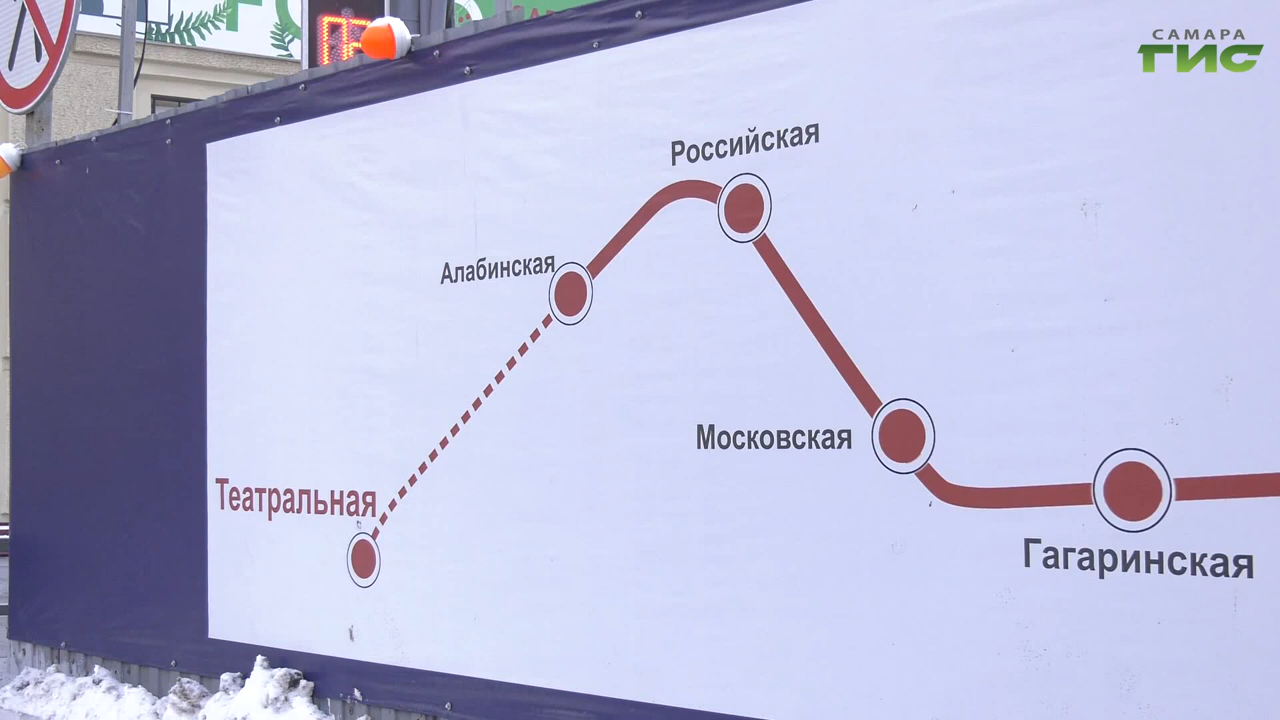 САМАРА
ГИС
Российская
Алабинская
Московская
Театральная
Гагаринская